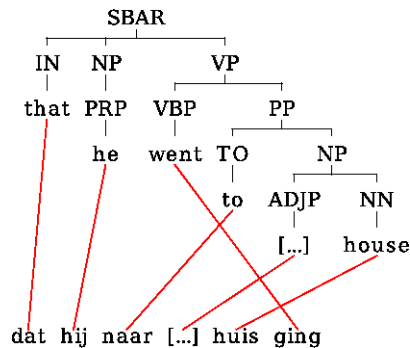 SBAR
IN NP VP
that PRP VBP PP
he went TO NP
to ADJP NN
[...] house
dat hij naar [...] huis ging